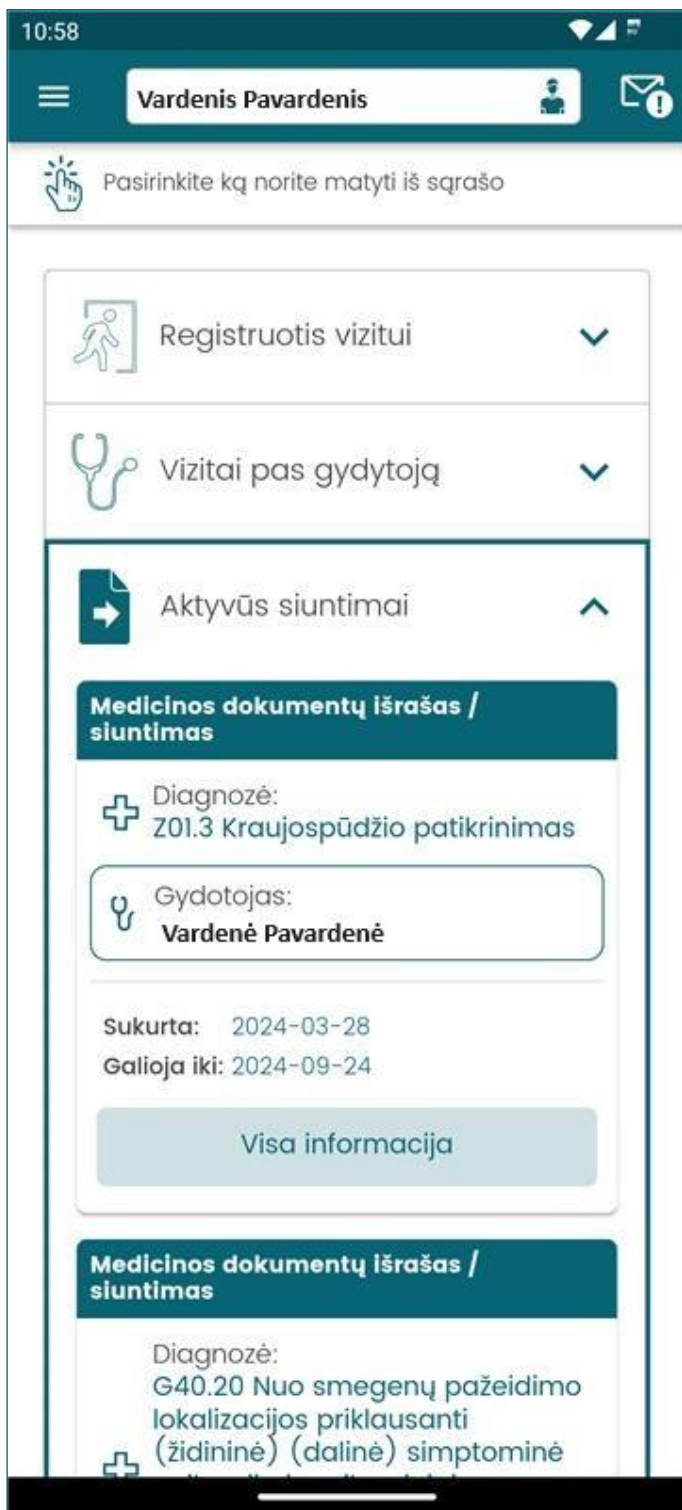 10:58
Vardenis Pavardenis
Pasirinkite ką norite matyti iš sąrašo
Registruotis vizitui
Vizitai pas gydytoją
Aktyvūs siuntimai
Medicinos dokumentų išrašas /
siuntimas
Diagnozė:
Z01.3 Kraujospūdžio patikrinimas
Gydotojas:
Vardenė Pavardenė
Sukurta: 2024-03-28
Galioja iki: 2024-09-24
Visa informacija
Medicinos dokumentų išrašas /
siuntimas
Diagnozė:
G40.20 Nuo smegenų pažeidimo
lokalizacijos priklausanti
(židininė) (dalinė) simptominė